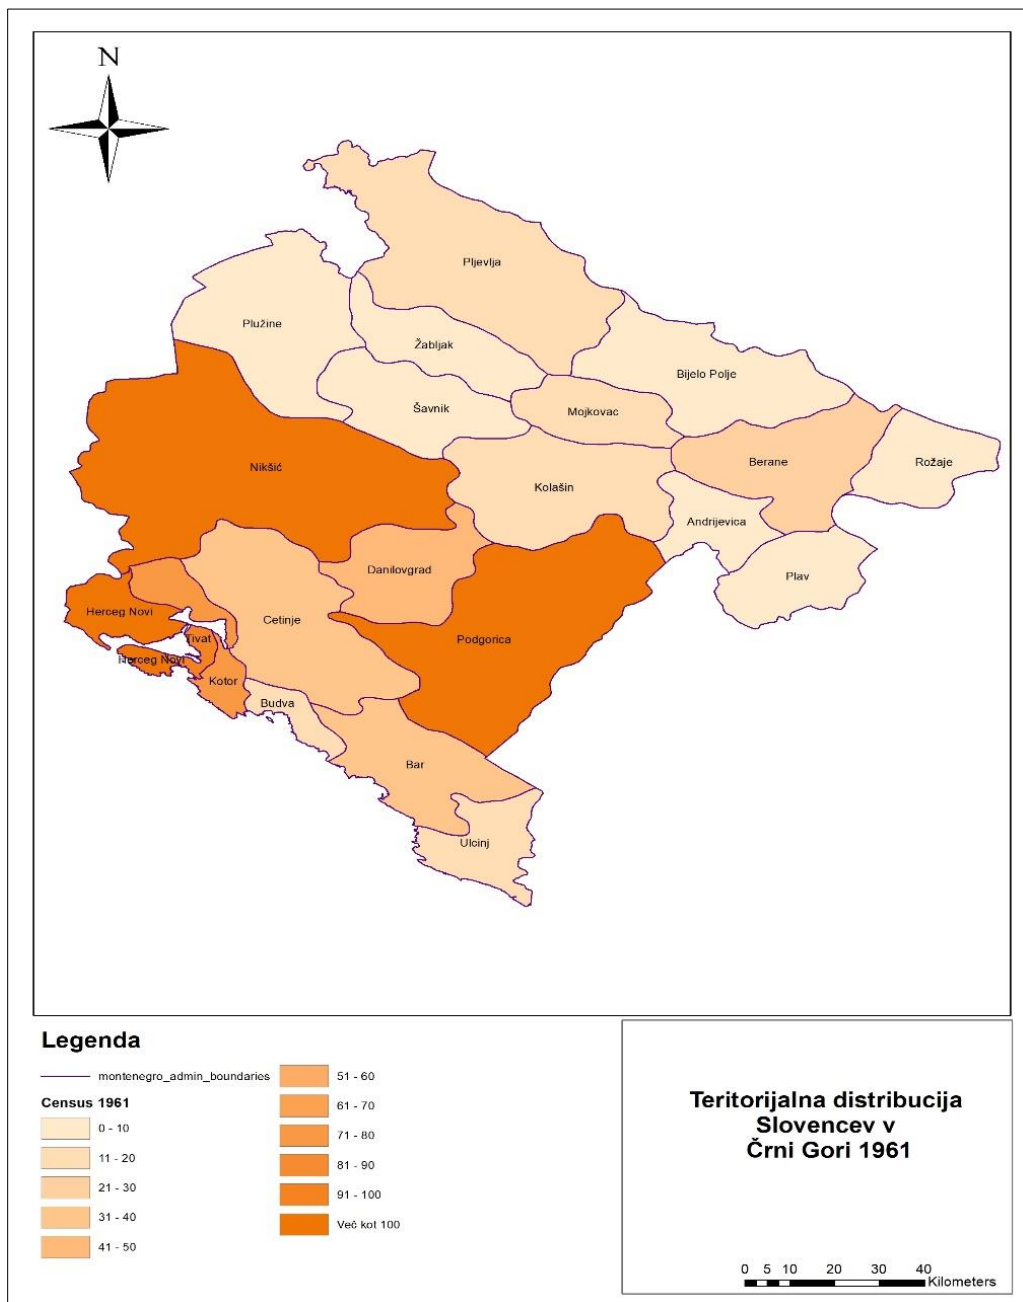 N
Pljevlja
Plužine
Žabljak
Bijelo Polje
Šavnik
Mojkovac
Nikšić
Berane
Rožaje
Kolašin
Andrijevica
Danilovgrad
Plav
Herceg Novi
Cetinje
Tivat
Podgorica
Herceg Novi
Kotor
Budva
Bar
Ulcinj
Legenda
montenegro_admin_boundaries
Census 1961
0 - 10
11 - 20
21 - 30
31 - 40
41 - 50
51 - 60
61 - 70
71 - 80
81 - 90
91 - 100
Več kot 100
Teritorijalna distribucija
Slovencev v
Črni Gori 1961
0 5 10 20 30 40
Kilometers